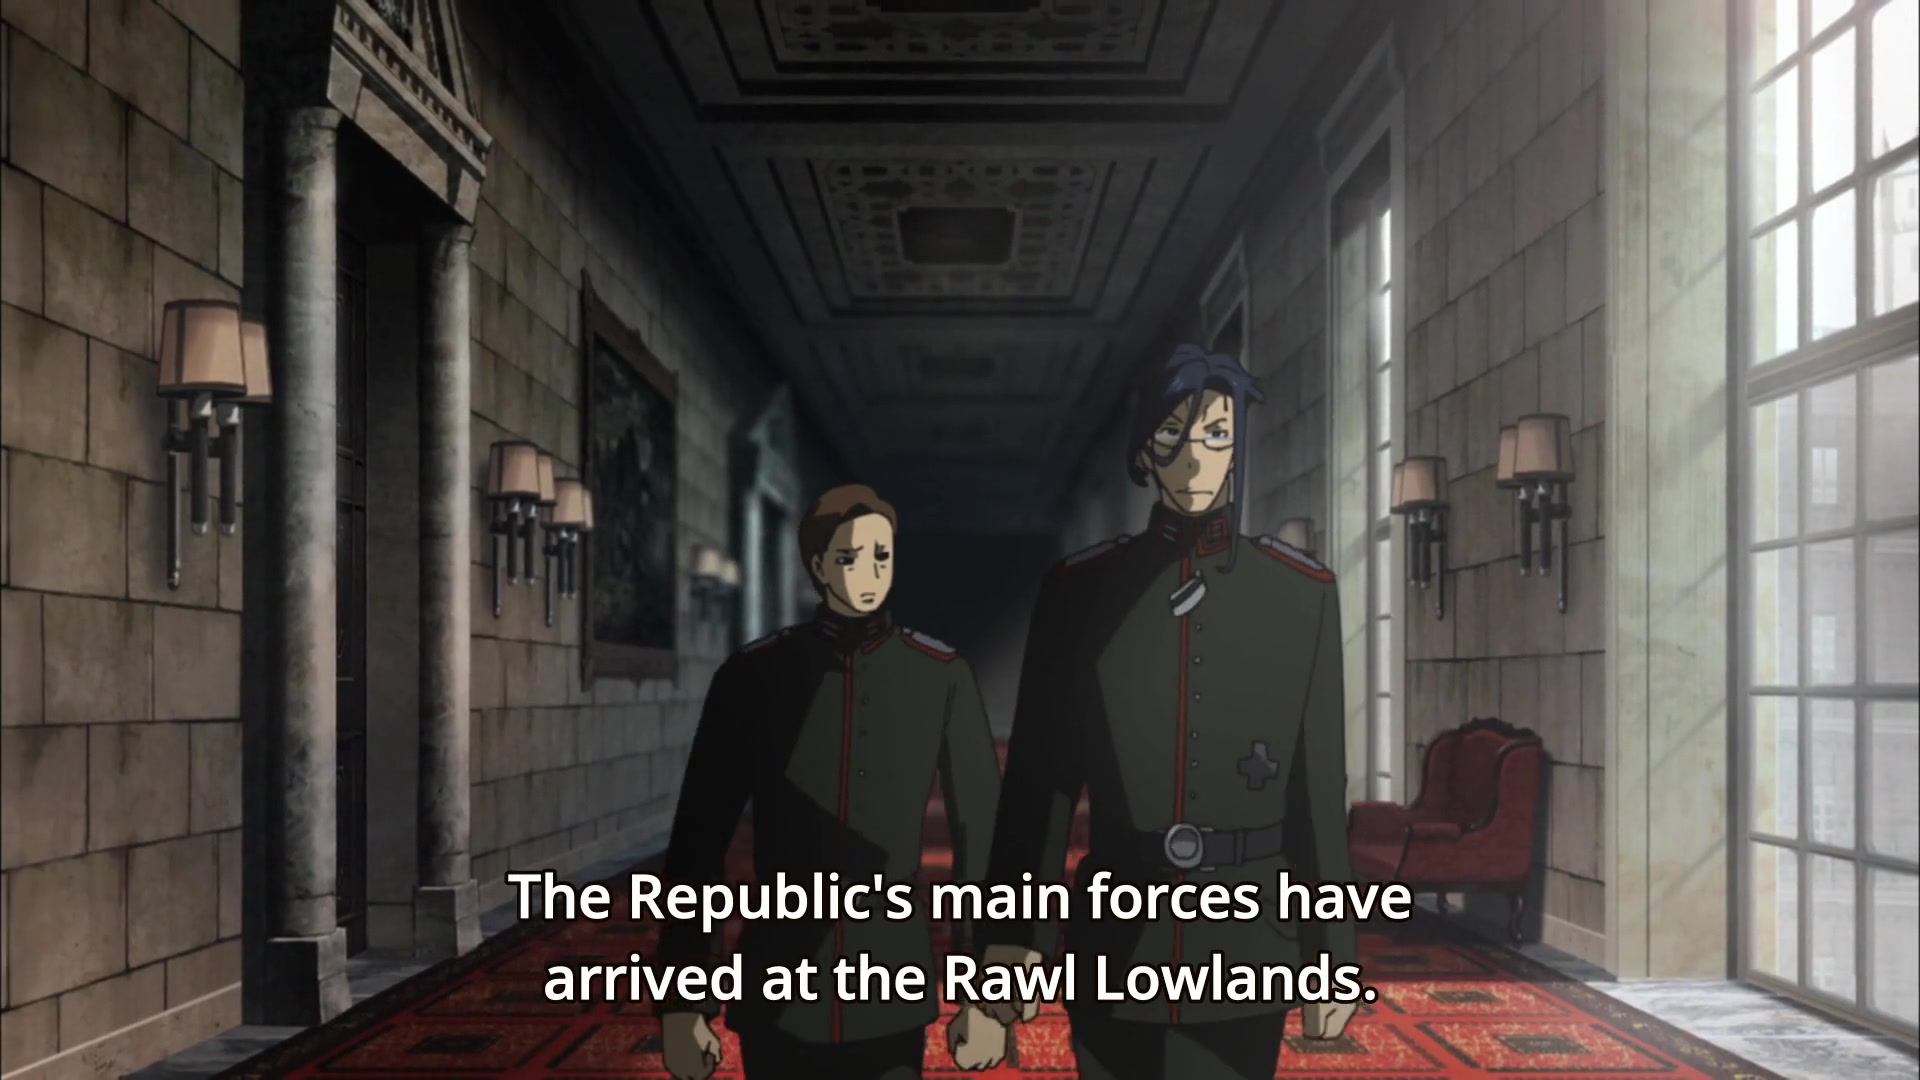 The Republic's main forces have
arrived at the Rawl Lowlands.